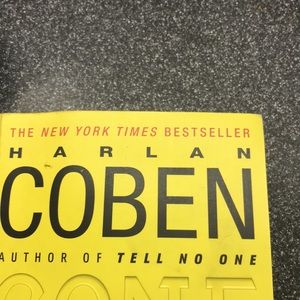 THE NEW YORK TIMES BESTSELLER
HARLAN
COBEN
AUTHOR OF TELL NO ONE